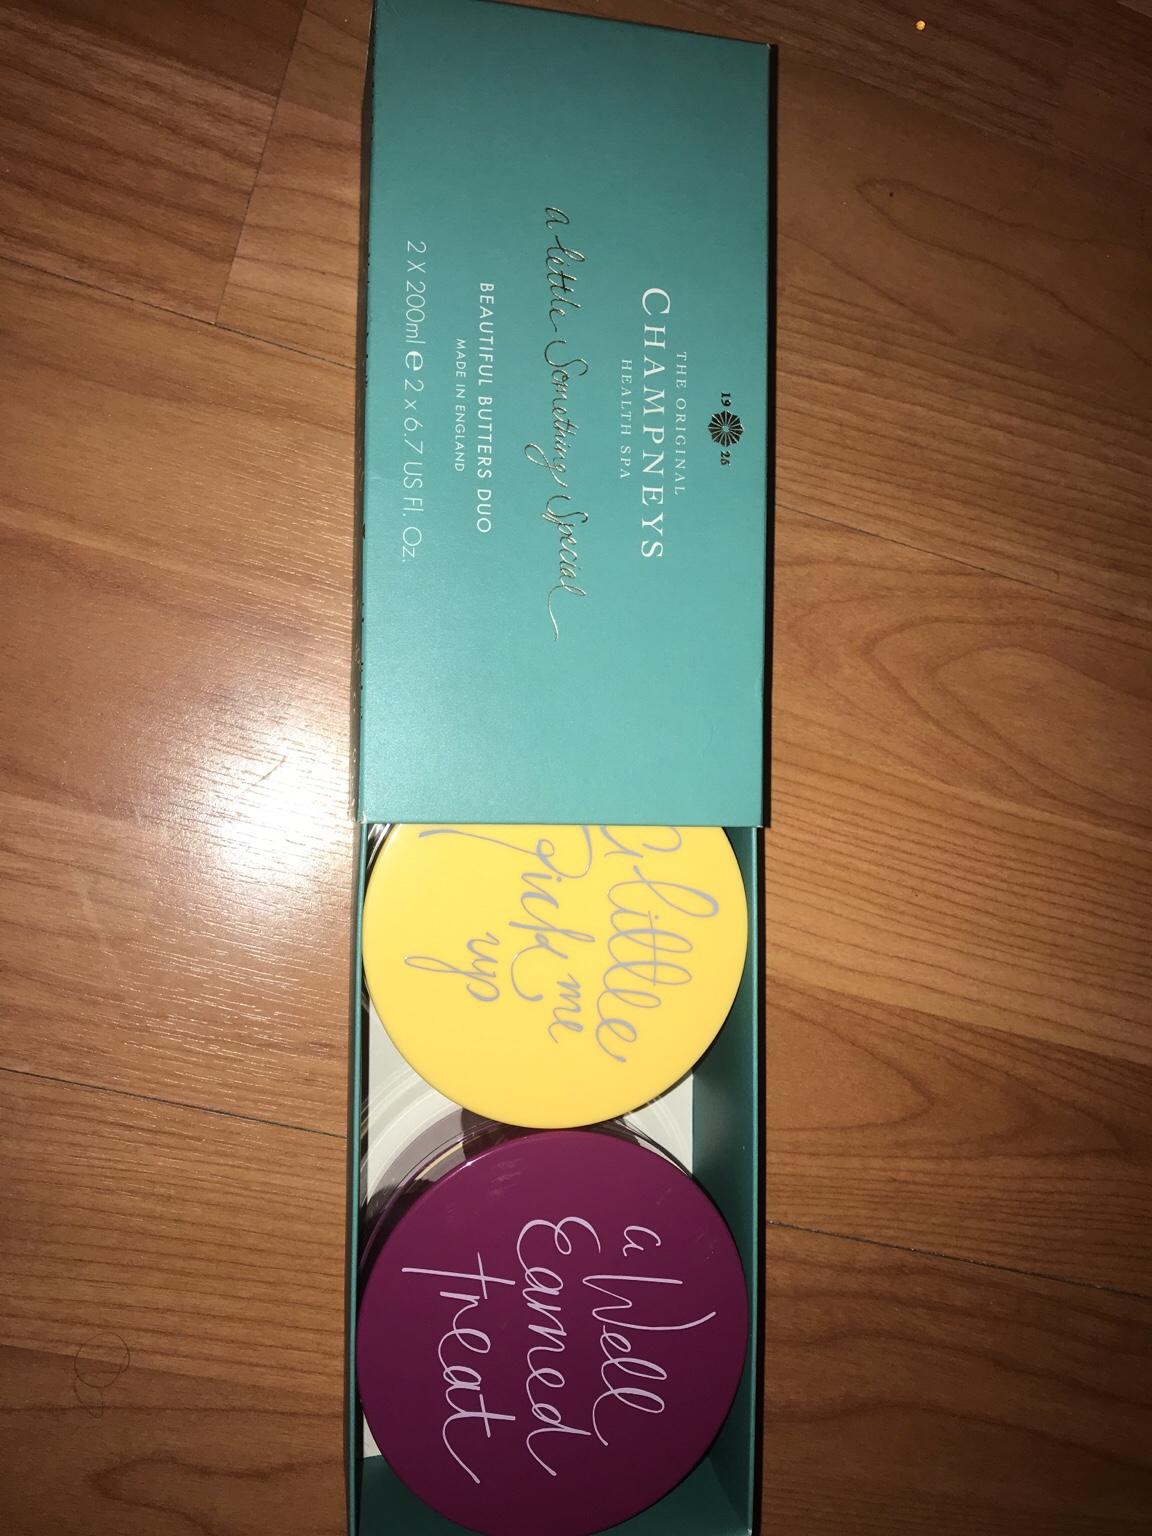 19 25
THE ORIGINAL
CHAMPNEYS
HEALTH SPA
a little Something Special
BEAUTIFUL BUTTERS DUO
MADE IN ENGLAND
2 X 200ml e 2 x 6.7 US Fl. Oz.
a little
pick me
up
a Well
Earned
treat